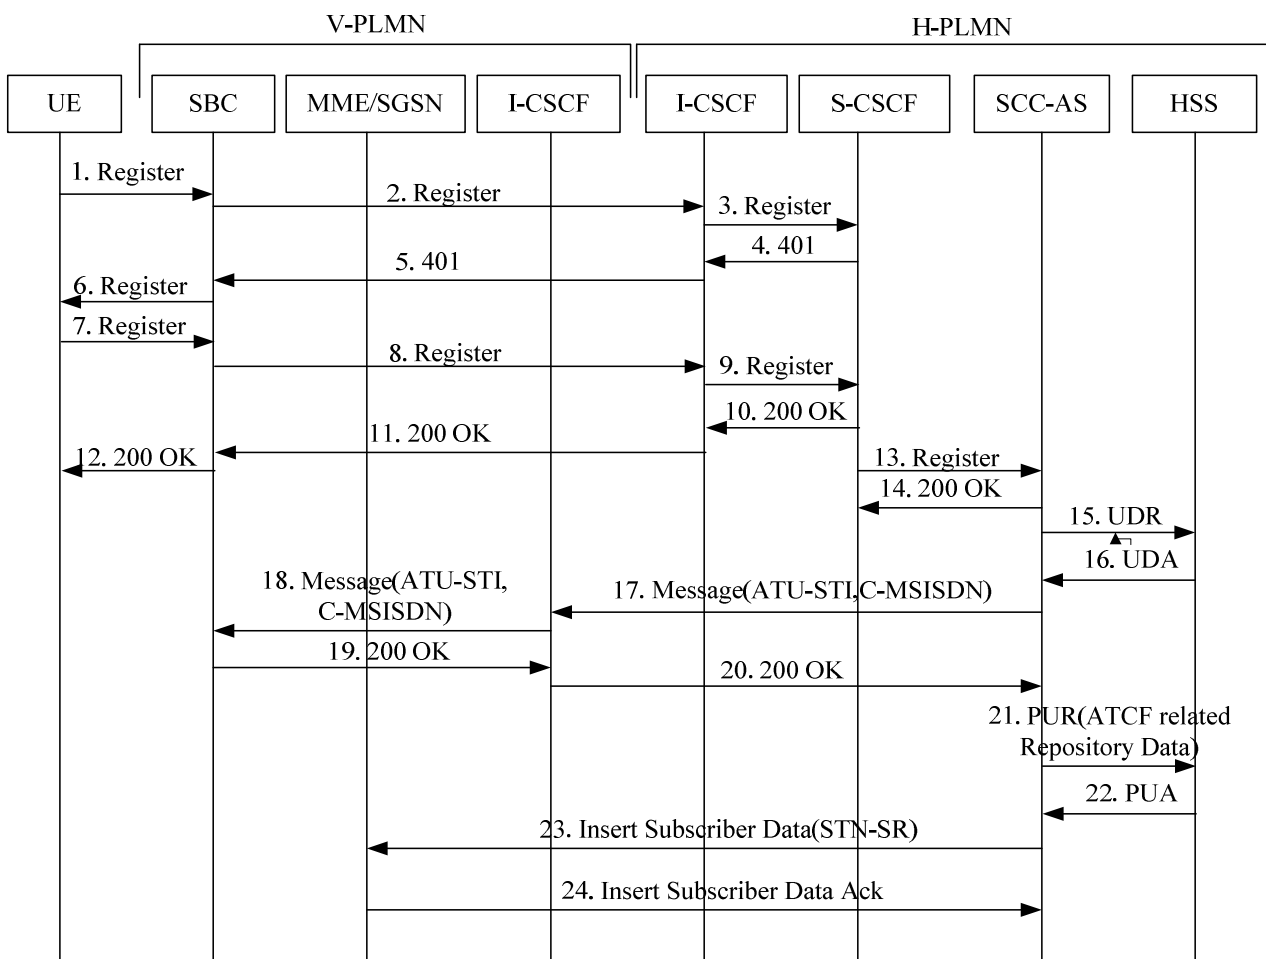 V-PLMN
H-PLMN
UE
SBC
MME/SGSN
I-CSCF
I-CSCF
S-CSCF
SCC-AS
HSS
1. Register
2. Register
3. Register
4. 401
5. 401
6. Register
7. Register
8. Register
9. Register
10. 200 OK
11. 200 OK
12. 200 OK
13. Register
14. 200 OK
15. UDR
16. UDA
17. Message(ATU-STI,C-MSISDN)
18. Message(ATU-STI,
C-MSISDN)
19. 200 OK
20. 200 OK
21. PUR(ATCF related
Repository Data)
22. PUA
23. Insert Subscriber Data(STN-SR)
24. Insert Subscriber Data Ack